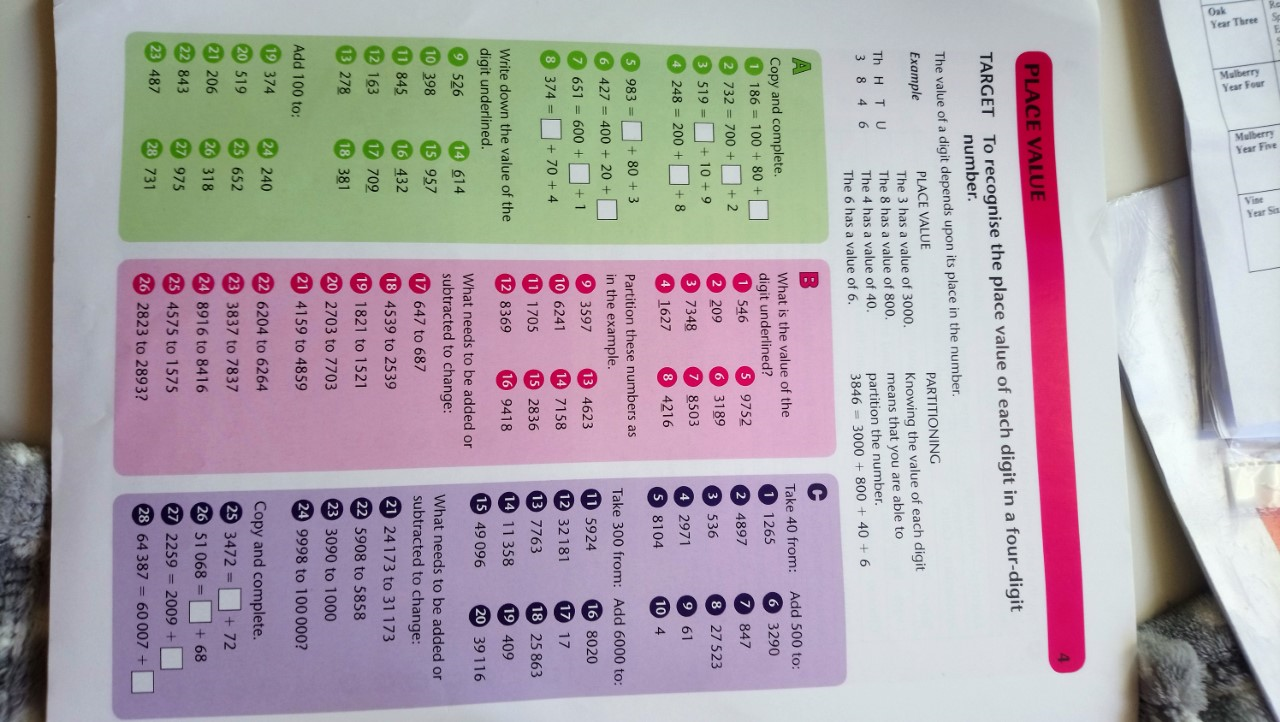 PLACE VALUE 4
TARGET To recognise the place value of each digit in a four-digit
number.
The value of a digit depends upon its place in the number.
Example
Th H T U
3 8 4 6
PLACE VALUE
The 3 has a value of 3000.
The 8 has a value of 800.
The 4 has a value of 40.
The 6 has a value of 6.
PARTITIONING
Knowing the value of each digit
means that you are able to
partition the number.
3846 = 3000 + 800 + 40 + 6
A
Copy and complete.
1 186 = 100 + 80 + □
2 732 = 700 + □ + 2
3 519 = □ + 10 + 9
4 248 = 200 + □ + 8
5 983 = □ + 80 + 3
6 427 = 400 + 20 + □
7 651 = 600 + □ + 1
8 374 = □ + 70 + 4
Write down the value of the
digit underlined.
9 526 14 614
10 398 15 957
11 845 16 432
12 163 17 709
13 278 18 381
Add 100 to:
19 374 24 240
20 519 25 652
21 206 26 318
22 843 27 975
23 487 28 731
B
What is the value of the
digit underlined?
1 546 5 9752
2 209 6 3189
3 7348 7 8503
4 1627 8 4216
Partition these numbers as
in the example.
9 3597 13 4623
10 6241 14 7158
11 1705 15 2836
12 8369 16 9418
What needs to be added or
subtracted to change:
17 647 to 687
18 4539 to 2539
19 1821 to 1521
20 2703 to 7703
21 4159 to 4859
22 6204 to 6264
23 3837 to 7837
24 8916 to 8416
25 4575 to 1575
26 2823 to 2893?
C
Take 40 from: Add 500 to:
1 1265 6 3290
2 4897 7 847
3 536 8 27 523
4 2971 9 61
5 8104 10 4
Take 300 from: Add 6000 to:
11 5924 16 8020
12 32 181 17 17
13 7763 18 25 863
14 11 358 19 409
15 49 096 20 39 116
What needs to be added or
subtracted to change:
21 24 173 to 31 173
22 5908 to 5858
23 3090 to 1000
24 9998 to 100 000?
Copy and complete.
25 3472 = □ + 72
26 51 068 = □ + 68
27 2259 = 2009 + □
28 64 387 = 60 007 + □
Oak
Year Three
Mulberry
Year Four
Mulberry
Year Five
Vine
Year Six